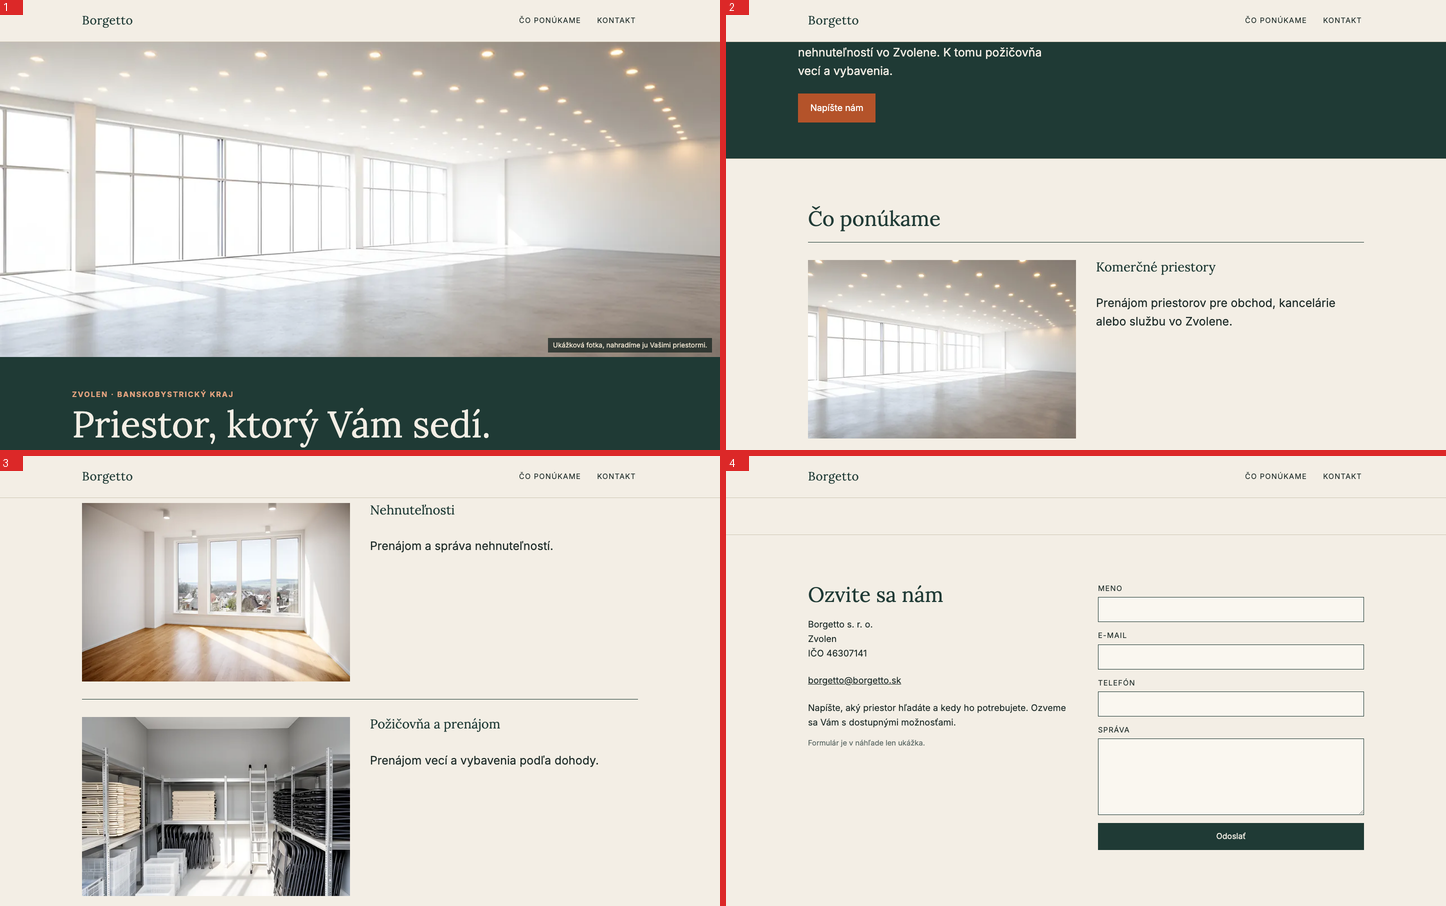 1
Borgetto
ČO PONÚKAME KONTAKT
Ukážková fotka, nahradíme ju Vašimi priestormi.
ZVOLEN · BANSKOBYSTRICKÝ KRAJ
Priestor, ktorý Vám sedí.
2
Borgetto
ČO PONÚKAME KONTAKT
nehnuteľností vo Zvolene. K tomu požičovňa
vecí a vybavenia.
Napíšte nám
Čo ponúkame
Komerčné priestory
Prenájom priestorov pre obchod, kancelárie
alebo službu vo Zvolene.
3
Borgetto
ČO PONÚKAME KONTAKT
Nehnuteľnosti
Prenájom a správa nehnuteľností.
Požičovňa a prenájom
Prenájom vecí a vybavenia podľa dohody.
4
Borgetto
ČO PONÚKAME KONTAKT
Ozvite sa nám
Borgetto s. r. o.
Zvolen
IČO 46307141
borgetto@borgetto.sk
Napíšte, aký priestor hľadáte a kedy ho potrebujete. Ozveme
sa Vám s dostupnými možnosťami.
Formulár je v náhľade len ukážka.
MENO
E-MAIL
TELEFÓN
SPRÁVA
Odoslať